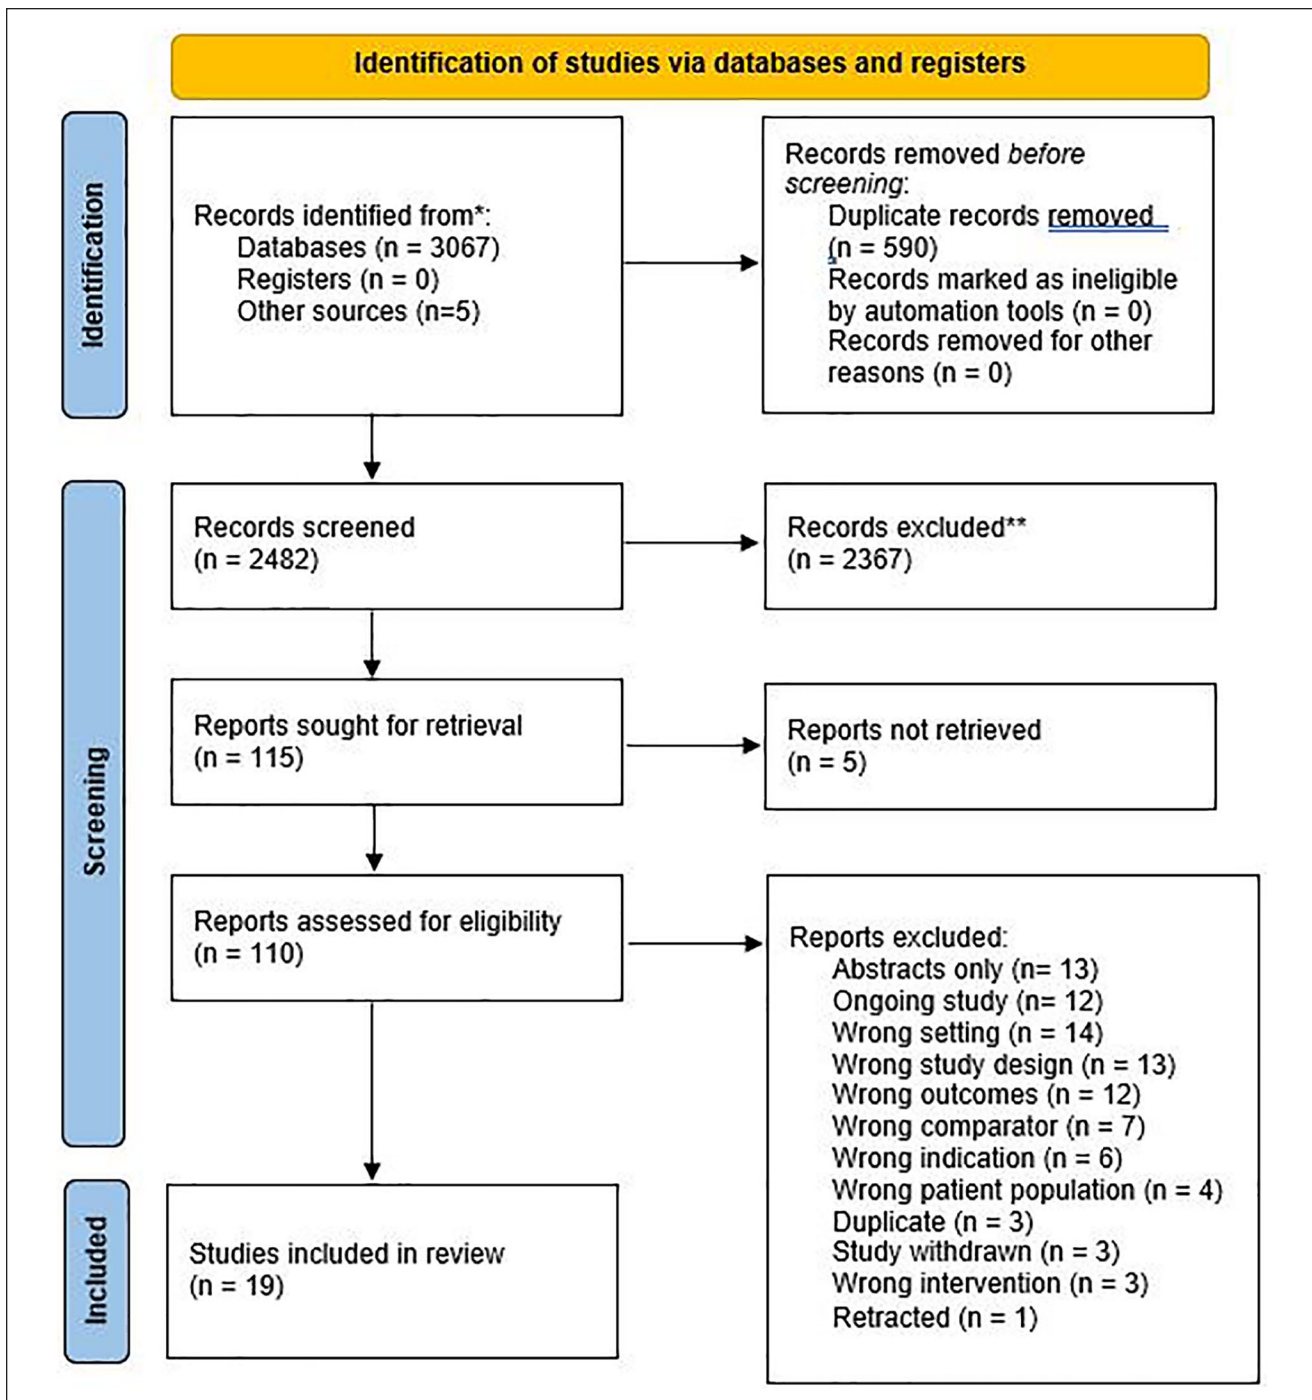 Identification of studies via databases and registers
Identification
Records identified from*:
Databases (n = 3067)
Registers (n = 0)
Other sources (n=5)
Records removed before
screening:
Duplicate records removed
(n = 590)
Records marked as ineligible
by automation tools (n = 0)
Records removed for other
reasons (n = 0)
Screening
Records screened
(n = 2482)
Records excluded**
(n = 2367)
Reports sought for retrieval
(n = 115)
Reports not retrieved
(n = 5)
Reports assessed for eligibility
(n = 110)
Reports excluded:
Abstracts only (n= 13)
Ongoing study (n= 12)
Wrong setting (n = 14)
Wrong study design (n = 13)
Wrong outcomes (n = 12)
Wrong comparator (n = 7)
Wrong indication (n = 6)
Wrong patient population (n = 4)
Duplicate (n = 3)
Study withdrawn (n = 3)
Wrong intervention (n = 3)
Retracted (n = 1)
Included
Studies included in review
(n = 19)